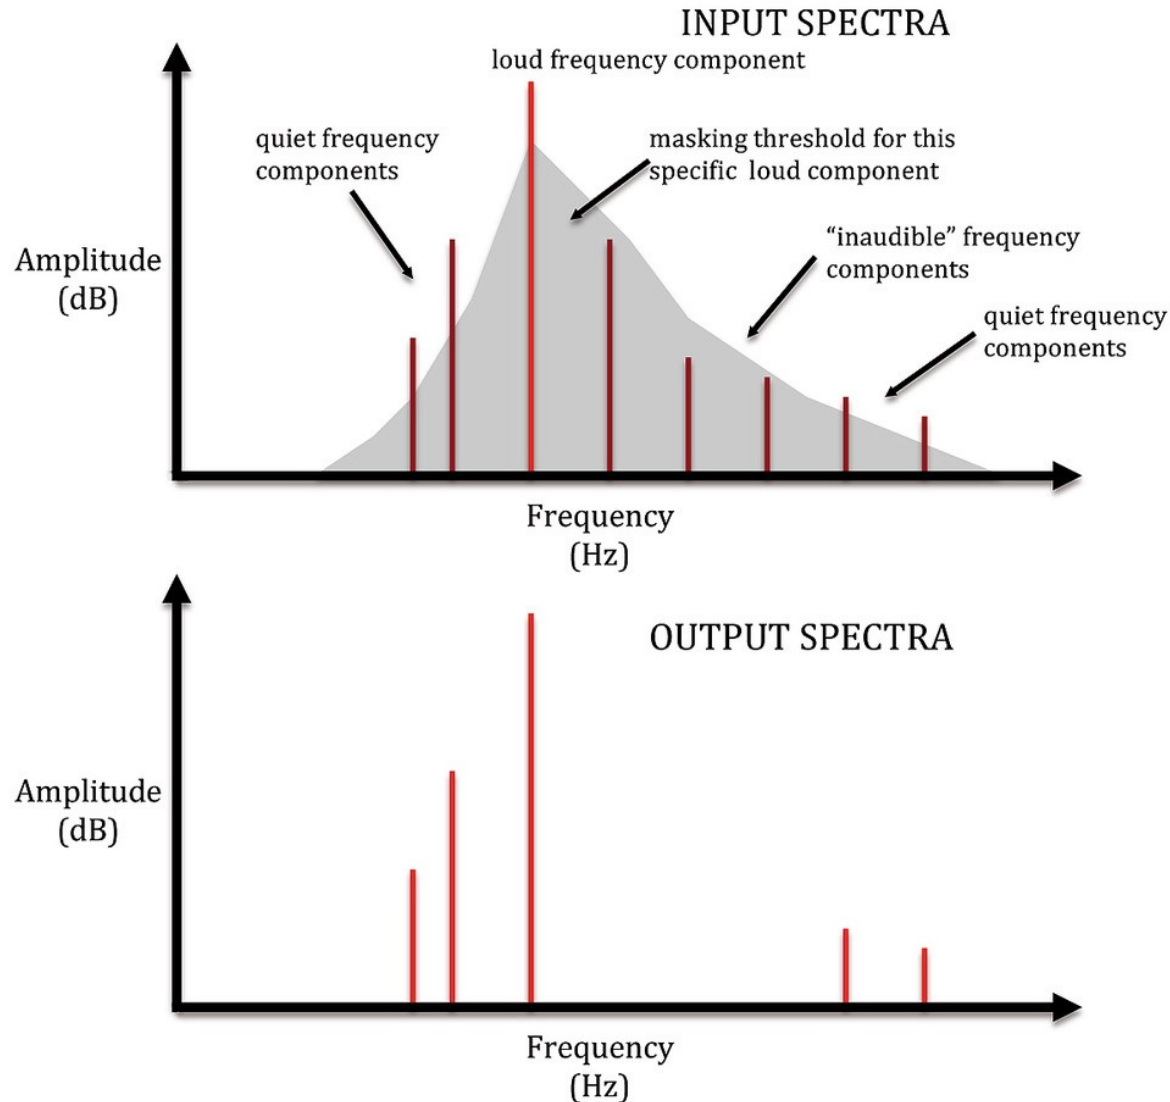 INPUT SPECTRA
loud frequency component
quiet frequency
components
masking threshold for this
specific loud component
“inaudible” frequency
components
quiet frequency
components
Amplitude
(dB)
Frequency
(Hz)
OUTPUT SPECTRA
Amplitude
(dB)
Frequency
(Hz)